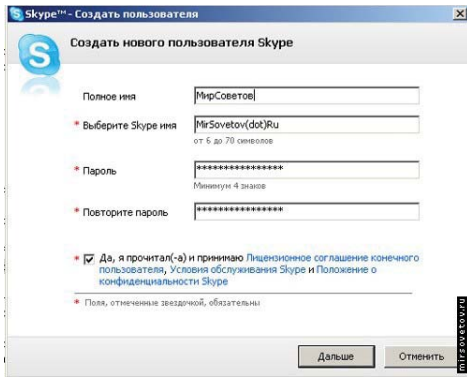 Skype™ - Создать пользователя
Создать нового пользователя Skype
Полное имя
МирСоветов
* Выберите Skype имя
MirSovetov(dot)Ru
от 6 до 70 символов
* Пароль
****************
Минимум 4 знаков
* Повторите пароль
****************
* Да, я прочитал(-а) и принимаю Лицензионное соглашение конечного
пользователя, Условия обслуживания Skype и Положение о
конфиденциальности Skype
* Поля, отмеченные звездочкой, обязательны
Дальше
Отменить
mirsovetov.ru